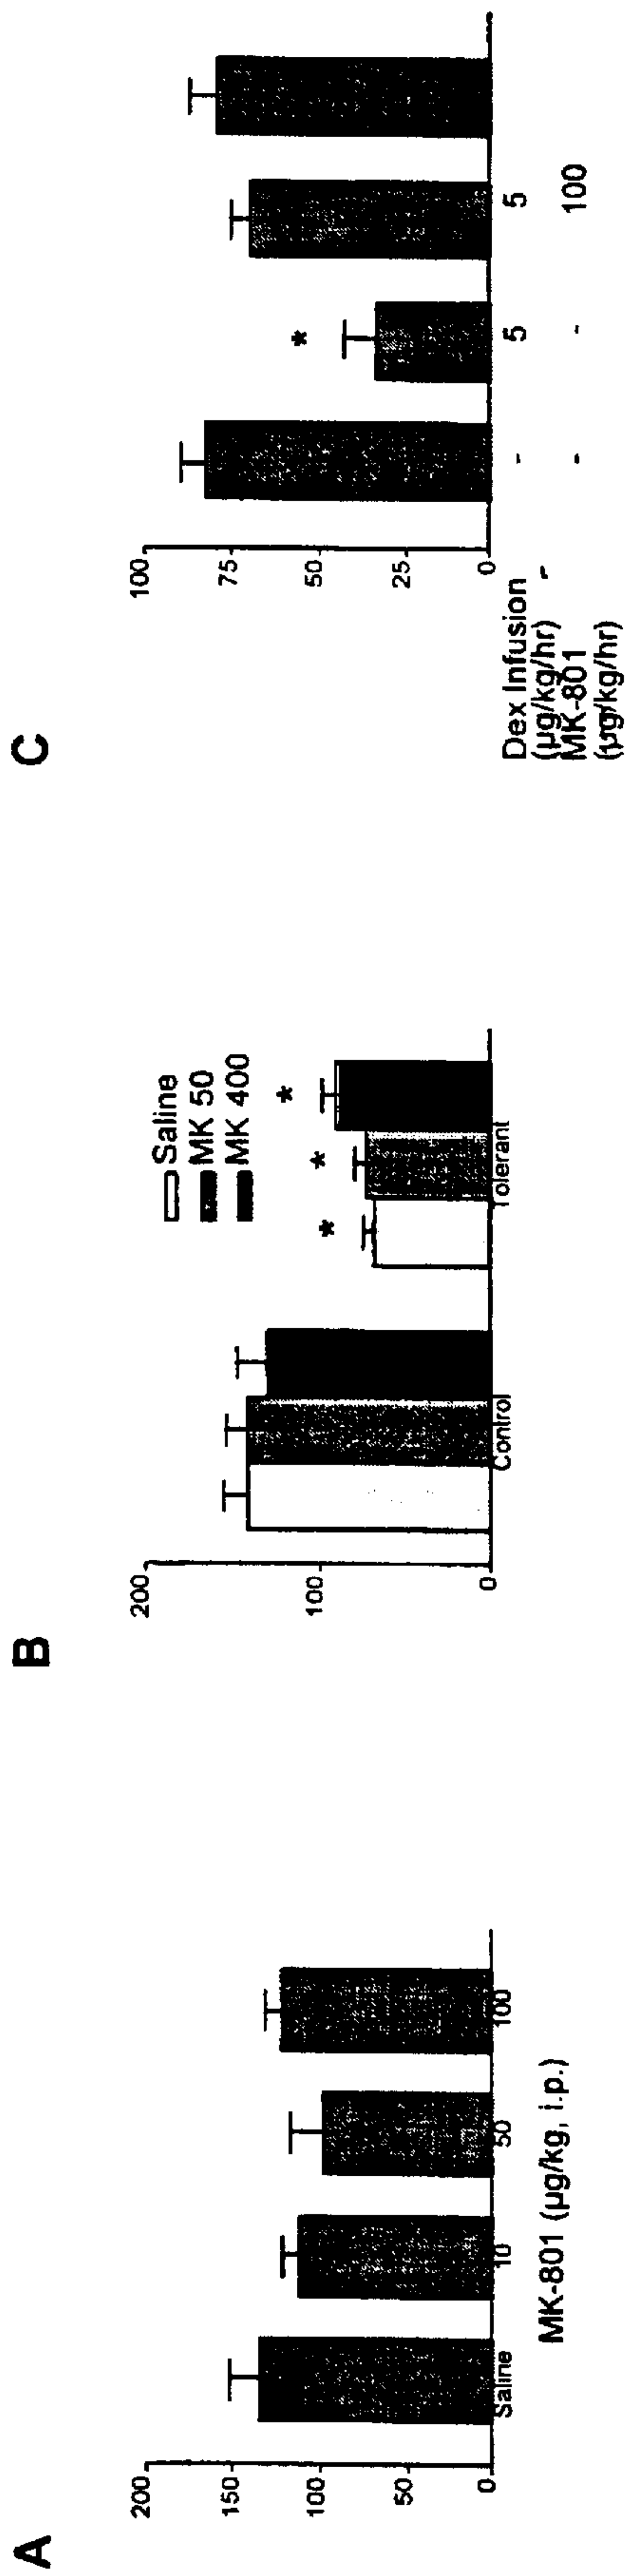 A
200
150
100
50
0
Saline
10
50
100
MK-801 (µg/kg, i.p.)
B
200
100
0
Saline
MK 50
MK 400
*
*
*
Control
Tolerant
C
100
75
50
25
0
*
Dex Infusion - - 5 5
(µg/kg/hr)
MK-801 - - 100
(µg/kg/hr)